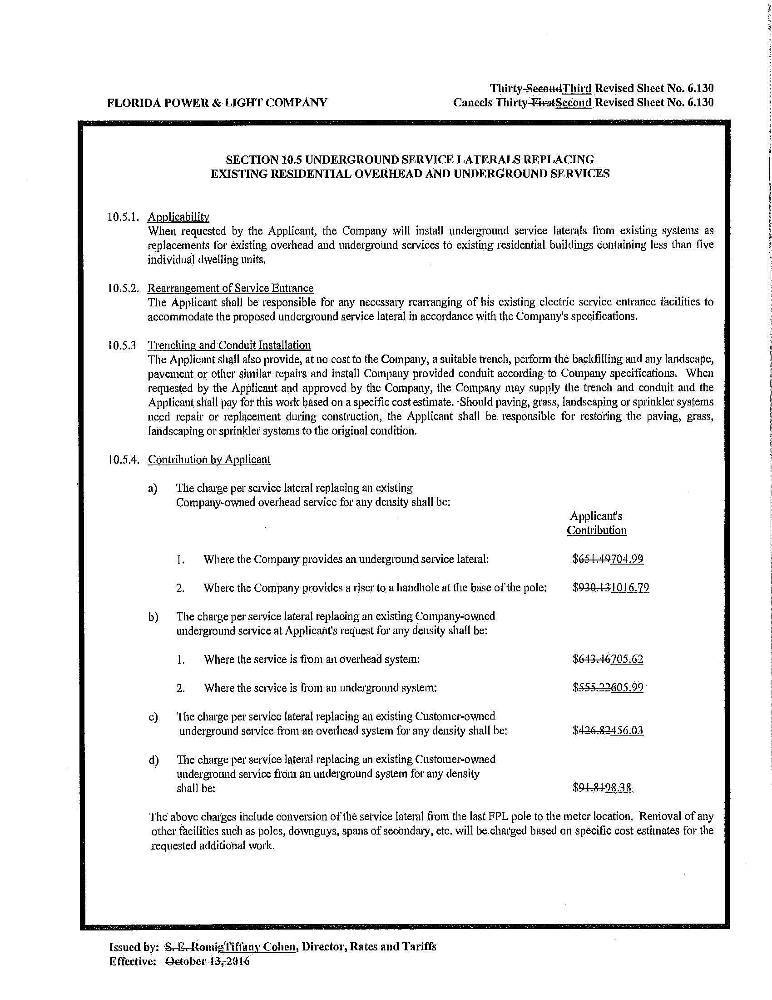 Thirty-SecondThird Revised Sheet No. 6.130
FLORIDA POWER & LIGHT COMPANY Cancels Thirty-FirstSecond Revised Sheet No. 6.130
SECTION 10.5 UNDERGROUND SERVICE LATERALS REPLACING
EXISTING RESIDENTIAL OVERHEAD AND UNDERGROUND SERVICES
10.5.1. Applicability
When requested by the Applicant, the Company will install underground service laterals from existing systems as
replacements for existing overhead and underground services to existing residential buildings containing less than five
individual dwelling units.
10.5.2. Rearrangement of Service Entrance
The Applicant shall be responsible for any necessary rearranging of his existing electric service entrance facilities to
accommodate the proposed underground service lateral in accordance with the Company's specifications.
10.5.3 Trenching and Conduit Installation
The Applicant shall also provide, at no cost to the Company, a suitable trench, perform the backfilling and any landscape,
pavement or other similar repairs and install Company provided conduit according to Company specifications. When
requested by the Applicant and approved by the Company, the Company may supply the trench and conduit and the
Applicant shall pay for this work based on a specific cost estimate. Should paving, grass, landscaping or sprinkler systems
need repair or replacement during construction, the Applicant shall be responsible for restoring the paving, grass,
landscaping or sprinkler systems to the original condition.
10.5.4. Contribution by Applicant
a) The charge per service lateral replacing an existing
Company-owned overhead service for any density shall be:
Applicant's
Contribution
1. Where the Company provides an underground service lateral: $651.49704.99
2. Where the Company provides a riser to a handhole at the base of the pole: $930.131016.79
b) The charge per service lateral replacing an existing Company-owned
underground service at Applicant's request for any density shall be:
1. Where the service is from an overhead system: $643.46705.62
2. Where the service is from an underground system: $555.22605.99
c). The charge per service lateral replacing an existing Customer-owned
underground service from an overhead system for any density shall be: $426.82456.03
d) The charge per service lateral replacing an existing Customer-owned
underground service from an underground system for any density
shall be: $91.8198.38
The above charges include conversion of the service lateral from the last FPL pole to the meter location. Removal of any
other facilities such as poles, downguys, spans of secondary, etc. will be charged based on specific cost estimates for the
requested additional work.
Issued by: S. E. RomigTiffany Cohen, Director, Rates and Tariffs
Effective: October 13, 2016